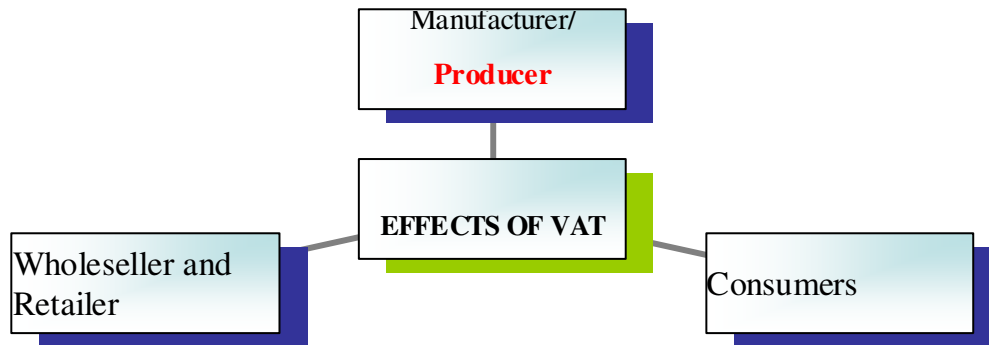 Manufacturer/
Producer
EFFECTS OF VAT
Wholeseller and
Retailer
Consumers